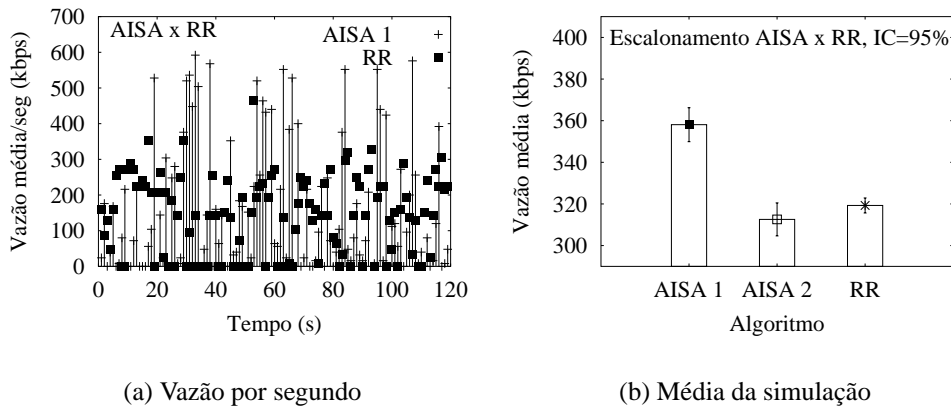 AISA x RR
AISA 1
RR
700
600
500
400
300
200
100
0
0 20 40 60 80 100 120
Vazão média/seg (kbps)
Tempo (s)
(a) Vazão por segundo
Escalonamento AISA x RR, IC=95%
400
380
360
340
320
300
Vazão média (kbps)
AISA 1 AISA 2 RR
Algoritmo
(b) Média da simulação